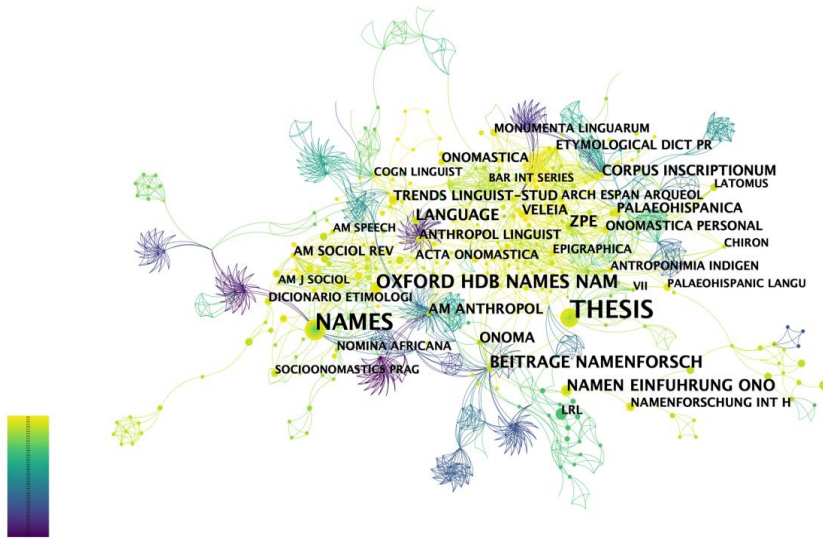 MONUMENTA LINGUARUM
ETYMOLOGICAL DICT PR
ONOMASTICA
COGN LINGUIST
BAR INT SERIES
CORPUS INSCRIPTIONUM
LATOMUS
TRENDS LINGUIST-STUD
ARCH ESPAN ARQUEOL
LANGUAGE
VELEIA
ZPE
PALAEOHISPANICA
AM SPEECH
ANTHROPOL LINGUIST
ONOMASTICA PERSONAL
AM SOCIOL REV
ACTA ONOMASTICA
EPIGRAPHICA
CHIRON
ANTROPONIMIA INDIGEN
AM J SOCIOL
OXFORD HDB NAMES NAM
VII
PALAEOHISPANIC LANGU
DICIONARIO ETIMOLOGI
AM ANTHROPOL
THESIS
NAMES
NOMINA AFRICANA
ONOMA
SOCIOONOMASTICS PRAG
BEITRAGE NAMENFORSCH
NAMEN EINFUHRUNG ONO
NAMENFORSCHUNG INT H
LRL